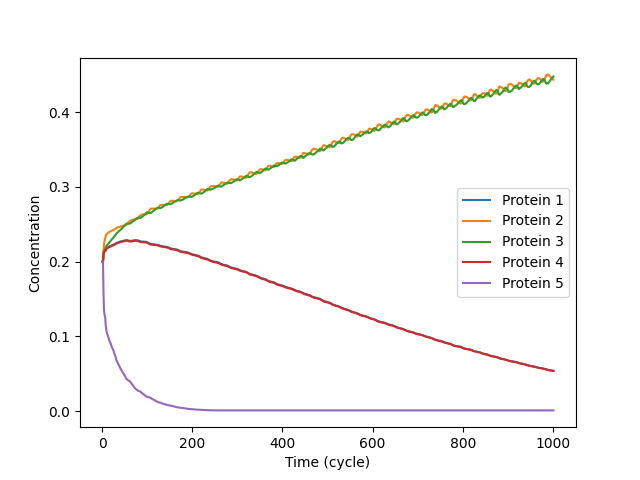 0.4
0.3
0.2
0.1
0.0
Concentration
Protein 1
Protein 2
Protein 3
Protein 4
Protein 5
0 200 400 600 800 1000
Time (cycle)